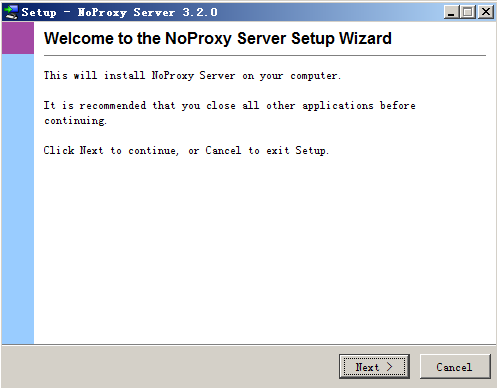 Setup - NoProxy Server 3.2.0
Welcome to the NoProxy Server Setup Wizard
This will install NoProxy Server on your computer.
It is recommended that you close all other applications before
continuing.
Click Next to continue, or Cancel to exit Setup.
Next >
Cancel